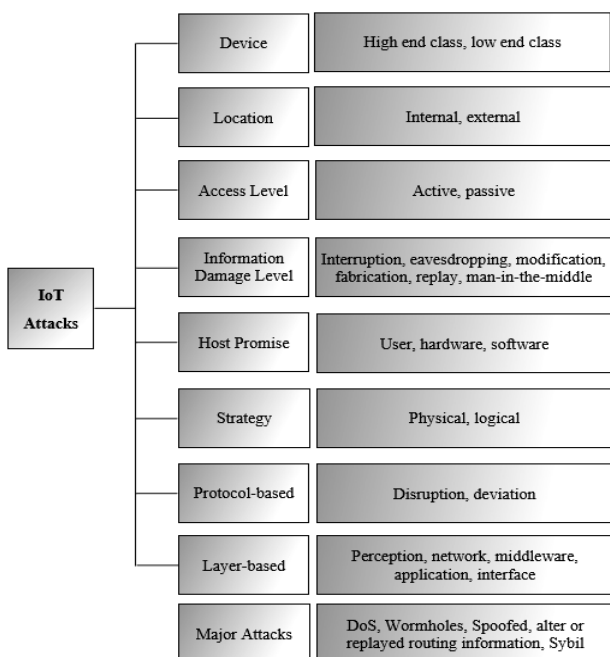 Device
High end class, low end class
Location
Internal, external
Access Level
Active, passive
Information
Damage Level
Interruption, eavesdropping, modification,
fabrication, replay, man-in-the-middle
IoT
Attacks
Host Promise
User, hardware, software
Strategy
Physical, logical
Protocol-based
Disruption, deviation
Layer-based
Perception, network, middleware,
application, interface
Major Attacks
DoS, Wormholes, Spoofed, alter or
replayed routing information, Sybil